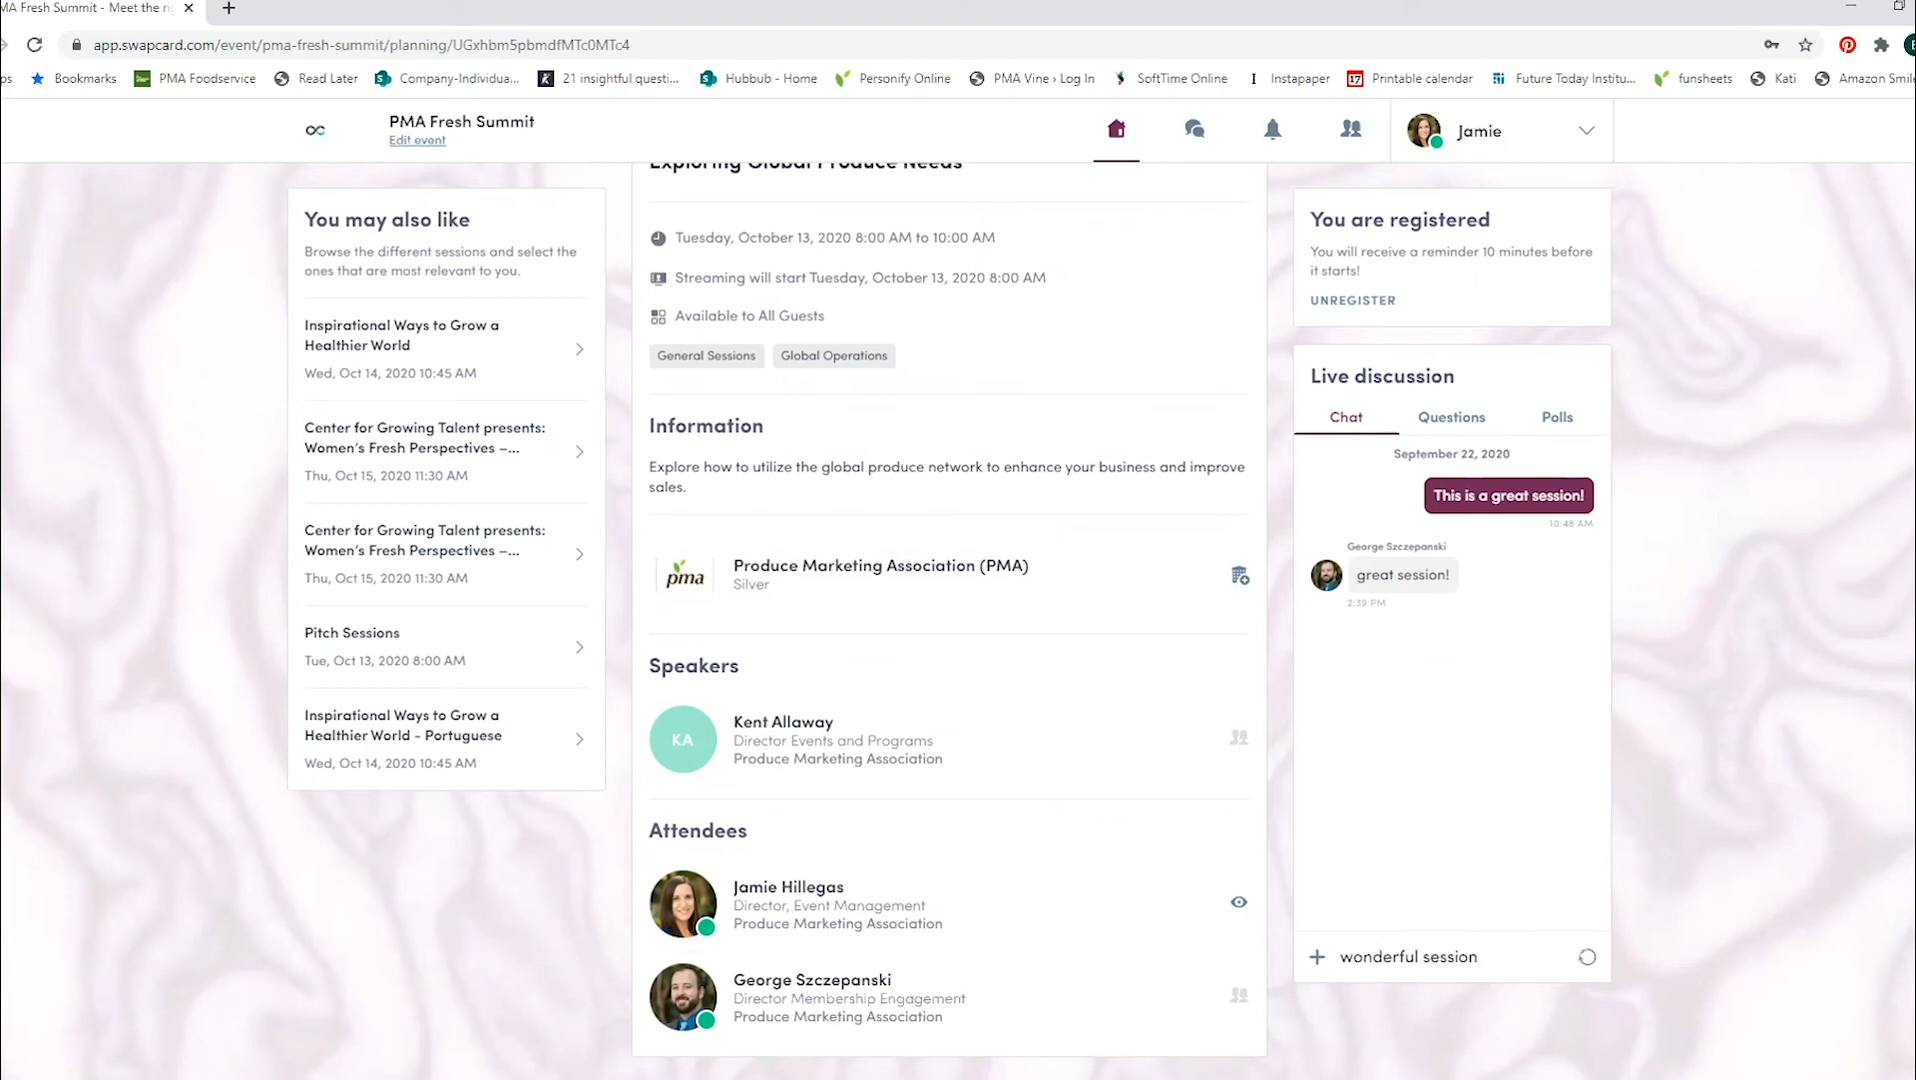 MA Fresh Summit - Meet the ri
app.swapcard.com/event/pma-fresh-summit/planning/UGxhbm5pbmdfMTc0MTc4
ps
Bookmarks
PMA Foodservice
Read Later
Company-Individua...
21 insightful questi...
Hubbub - Home
Personify Online
PMA Vine › Log In
SoftTime Online
Instapaper
17
Printable calendar
Future Today Institu...
funsheets
Kati
Amazon Smile
PMA Fresh Summit
Edit event
Jamie
You may also like
Browse the different sessions and select the
ones that are most relevant to you.
Inspirational Ways to Grow a
Healthier World
Wed, Oct 14, 2020 10:45 AM
Center for Growing Talent presents:
Women's Fresh Perspectives –...
Thu, Oct 15, 2020 11:30 AM
Center for Growing Talent presents:
Women's Fresh Perspectives –...
Thu, Oct 15, 2020 11:30 AM
Pitch Sessions
Tue, Oct 13, 2020 8:00 AM
Inspirational Ways to Grow a
Healthier World - Portuguese
Wed, Oct 14, 2020 10:45 AM
Exploring Global Produce Needs
Tuesday, October 13, 2020 8:00 AM to 10:00 AM
Streaming will start Tuesday, October 13, 2020 8:00 AM
Available to All Guests
General Sessions
Global Operations
Information
Explore how to utilize the global produce network to enhance your business and improve
sales.
pma
Produce Marketing Association (PMA)
Silver
Speakers
KA
Kent Allaway
Director Events and Programs
Produce Marketing Association
Attendees
Jamie Hillegas
Director, Event Management
Produce Marketing Association
George Szczepanski
Director Membership Engagement
Produce Marketing Association
You are registered
You will receive a reminder 10 minutes before
it starts!
UNREGISTER
Live discussion
Chat
Questions
Polls
September 22, 2020
This is a great session!
10:48 AM
George Szczepanski
great session!
2:39 PM
wonderful session